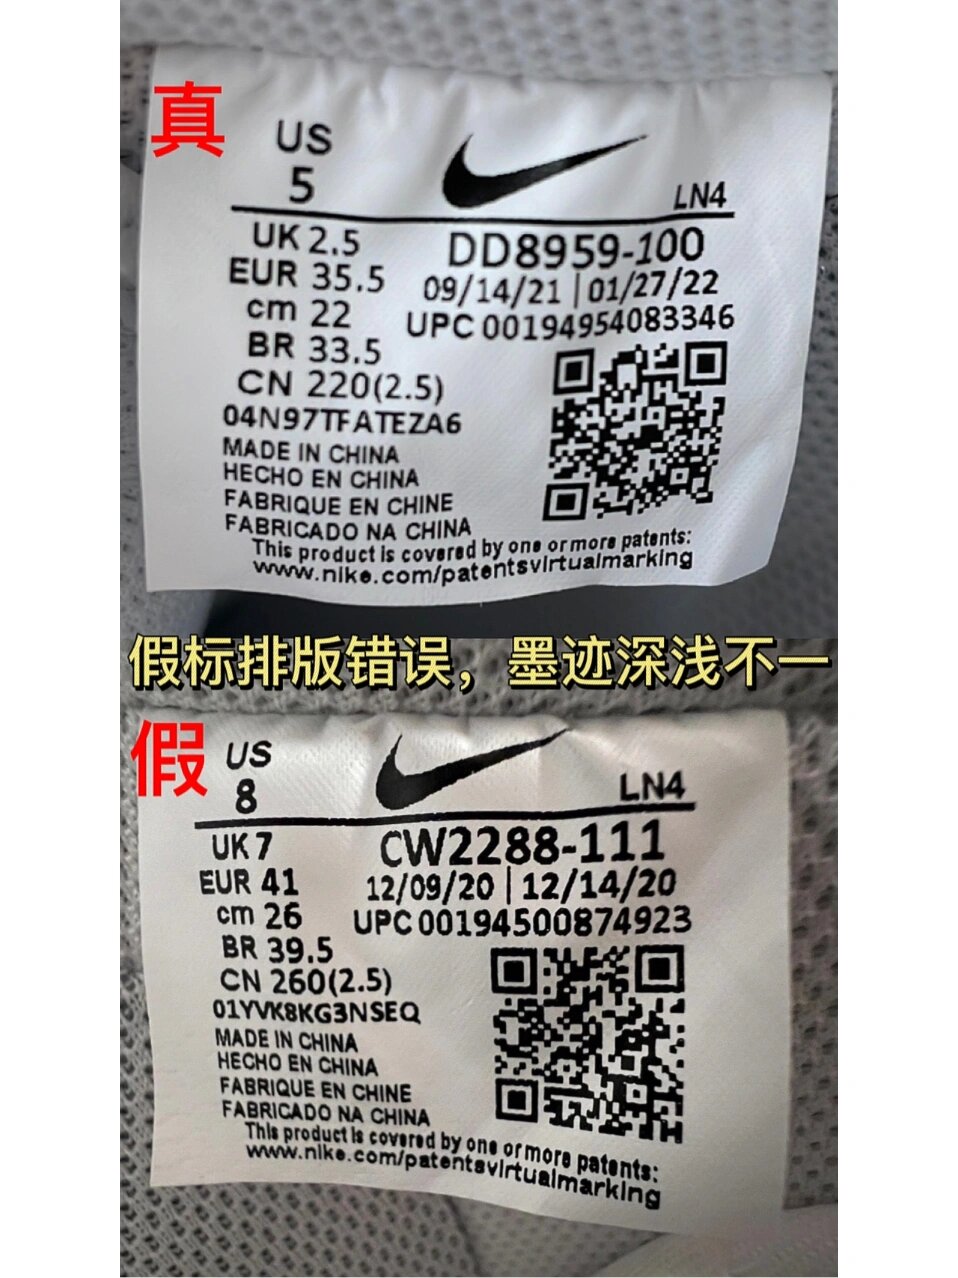 真
US
5
LN4
UK 2.5
DD8959-100
EUR 35.5
09/14/21 | 01/27/22
cm 22
UPC 00194954083346
BR 33.5
CN 220(2.5)
04N97TFATEZA6
MADE IN CHINA
HECHO EN CHINA
FABRIQUE EN CHINE
FABRICADO NA CHINA
This product is covered by one or more patents:
www.nike.com/patentsvirtualmarking
假标排版错误，墨迹深浅不一
假
US
8
LN4
UK 7
CW2288-111
EUR 41
12/09/20 | 12/14/20
cm 26
UPC 00194500874923
BR 39.5
CN 260(2.5)
01YVK8KG3NSEQ
MADE IN CHINA
HECHO EN CHINA
FABRIQUE EN CHINE
FABRICADO NA CHINA
This product is covered by one or more patents:
www.nike.com/patentsvirtualmarking